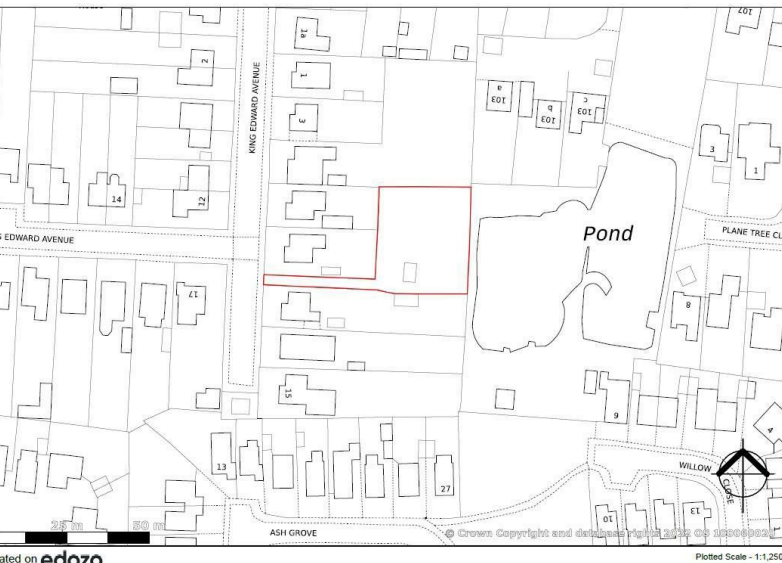 107
1a
2
1
103
a
103
b
103
c
KING EDWARD AVENUE
3
3
1
14
12
Pond
PLANE TREE CL
EDWARD AVENUE
17
8
15
9
4
13
27
WILLOW
CLOSE
10
13
25 m
50 m
ASH GROVE
© Crown Copyright and database rights 2022 OS
ated on edozo
Plotted Scale - 1:1,250